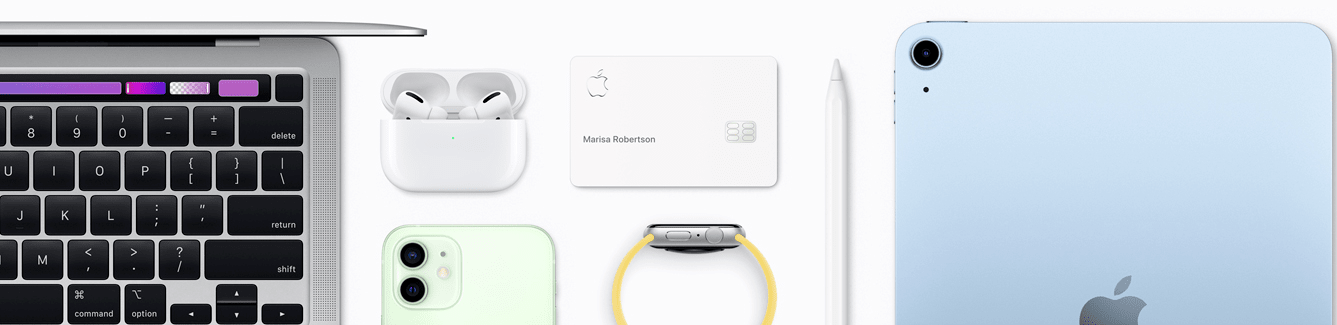 * ( ) — +
8 9 0 - = delete
U I O P { [ } ] | \
J K L : ; " ' return
M < , > . ? / shift
⌘ ⌥ ▲
command option ◄ ▼ ►
Marisa Robertson